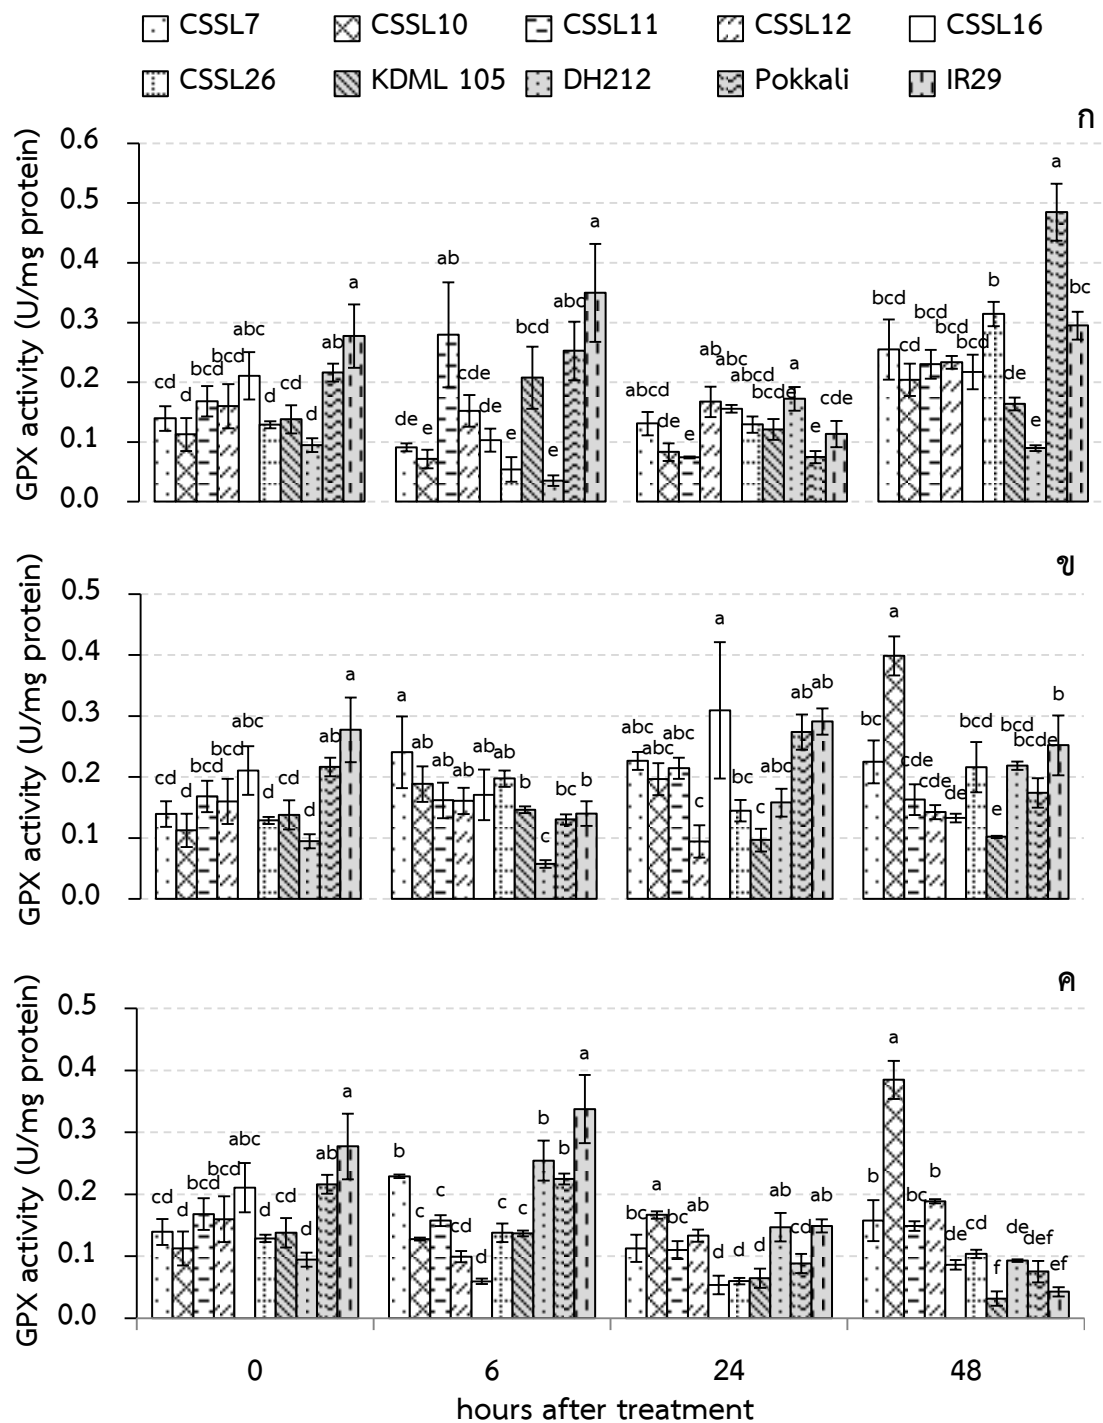 CSSL7 CSSL10 CSSL11 CSSL12 CSSL16
CSSL26 KDML 105 DH212 Pokkali IR29
ก
GPX activity (U/mg protein)
0.6
0.5
0.4
0.3
0.2
0.1
0.0
cd d bcd bcd abc d cd d ab a
de e ab cde de e bcd e abc a
abcd de e ab abc abcd bcde a e cde
bcd cd bcd bcd bcd b de e a bc
ข
GPX activity (U/mg protein)
0.5
0.4
0.3
0.2
0.1
0.0
cd d bcd bcd abc d cd d ab a
a ab ab ab ab ab b c bc b
abc abc abc c a bc c abc ab ab
bc a cde cde de bcd e bcd bcde b
ค
GPX activity (U/mg protein)
0.5
0.4
0.3
0.2
0.1
0.0
cd d bcd bcd abc d cd d ab a
b c c cd d c c b b a
bc a bc ab d d d ab cd ab
b a bc b de cd f de def ef
0 6 24 48
hours after treatment